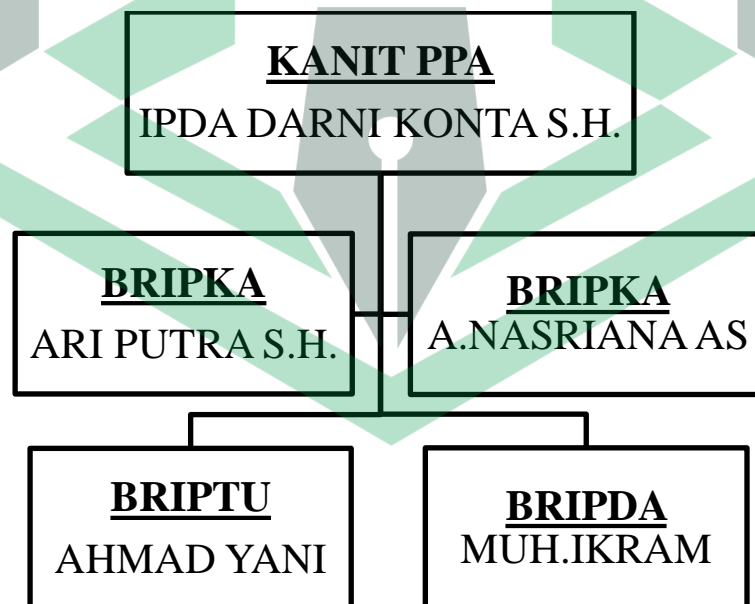 KANIT PPA
IPDA DARNI KONTA S.H.
BRIPKA
ARI PUTRA S.H.
BRIPKA
A.NASRIANA AS
BRIPTU
AHMAD YANI
BRIPDA
MUH.IKRAM